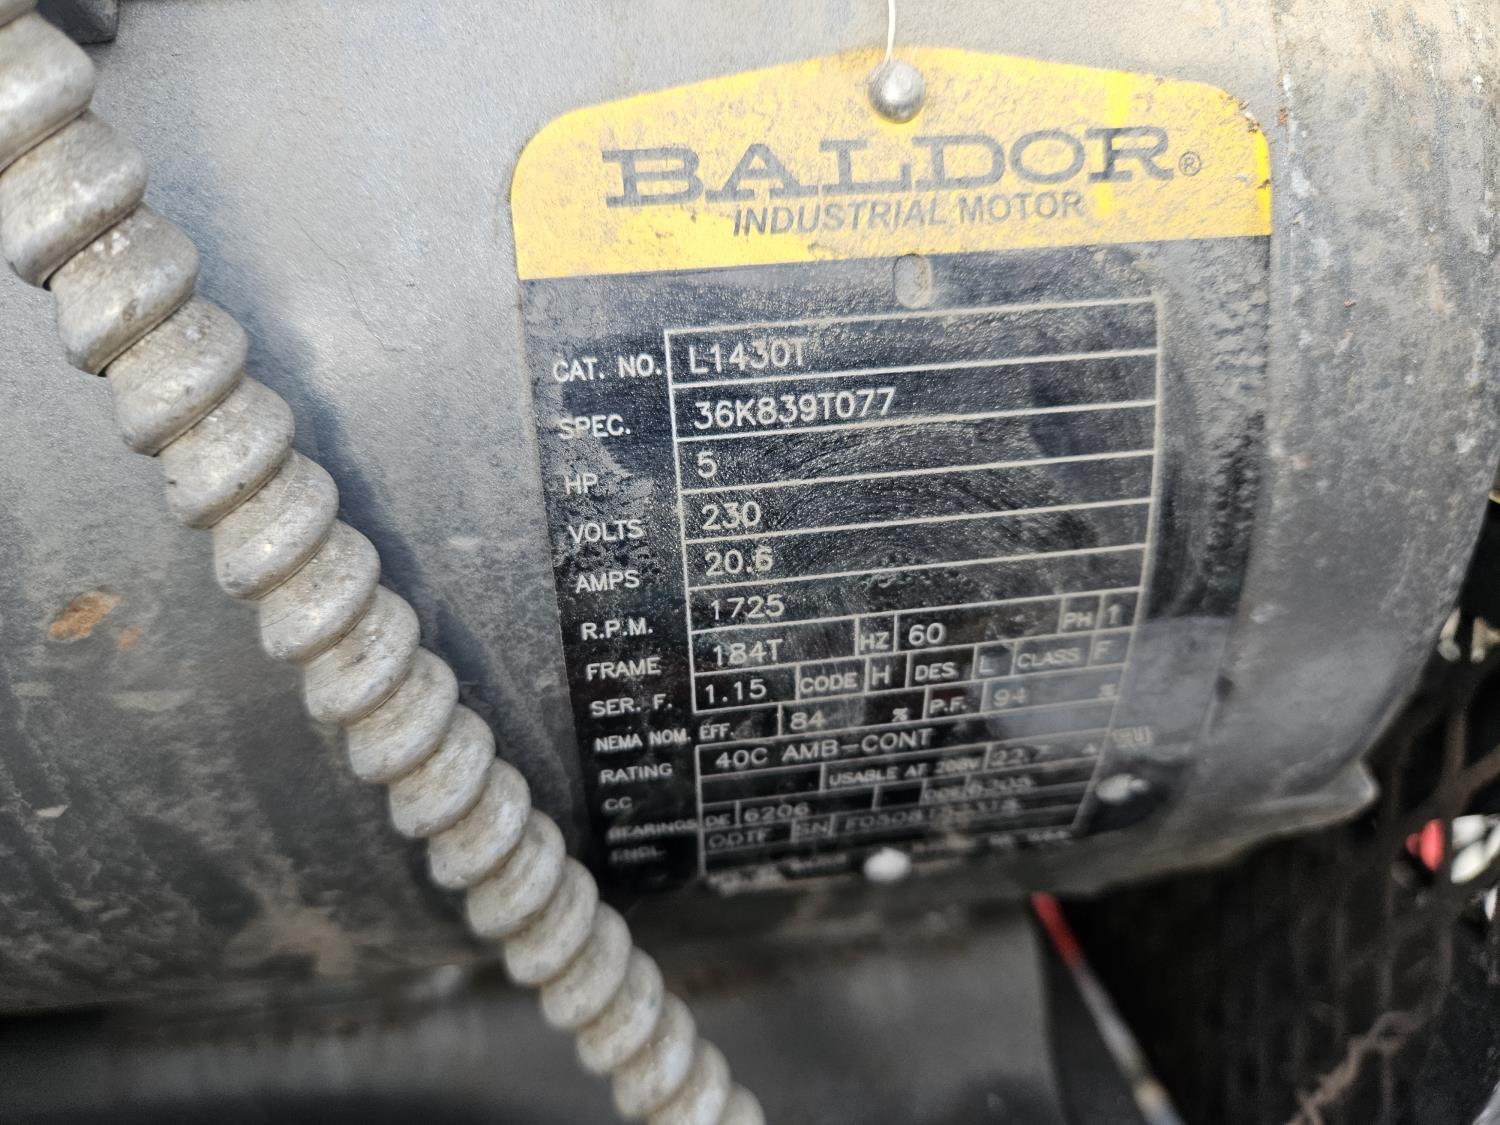 BALDOR®
INDUSTRIAL MOTOR
CAT. NO. L1430T
SPEC. 36K839T077
HP 5
VOLTS 230
AMPS 20.6
R.P.M. 1725
FRAME 184T HZ 60 PH 1
SER. F. 1.15 CODE H DES. L CLASS F
NEMA NOM. EFF. 84 % P.F. 94 %
RATING 40C AMB-CONT
CC USABLE AT 208V 22.7 A
BEARINGS DE 6206
ENCL. SN